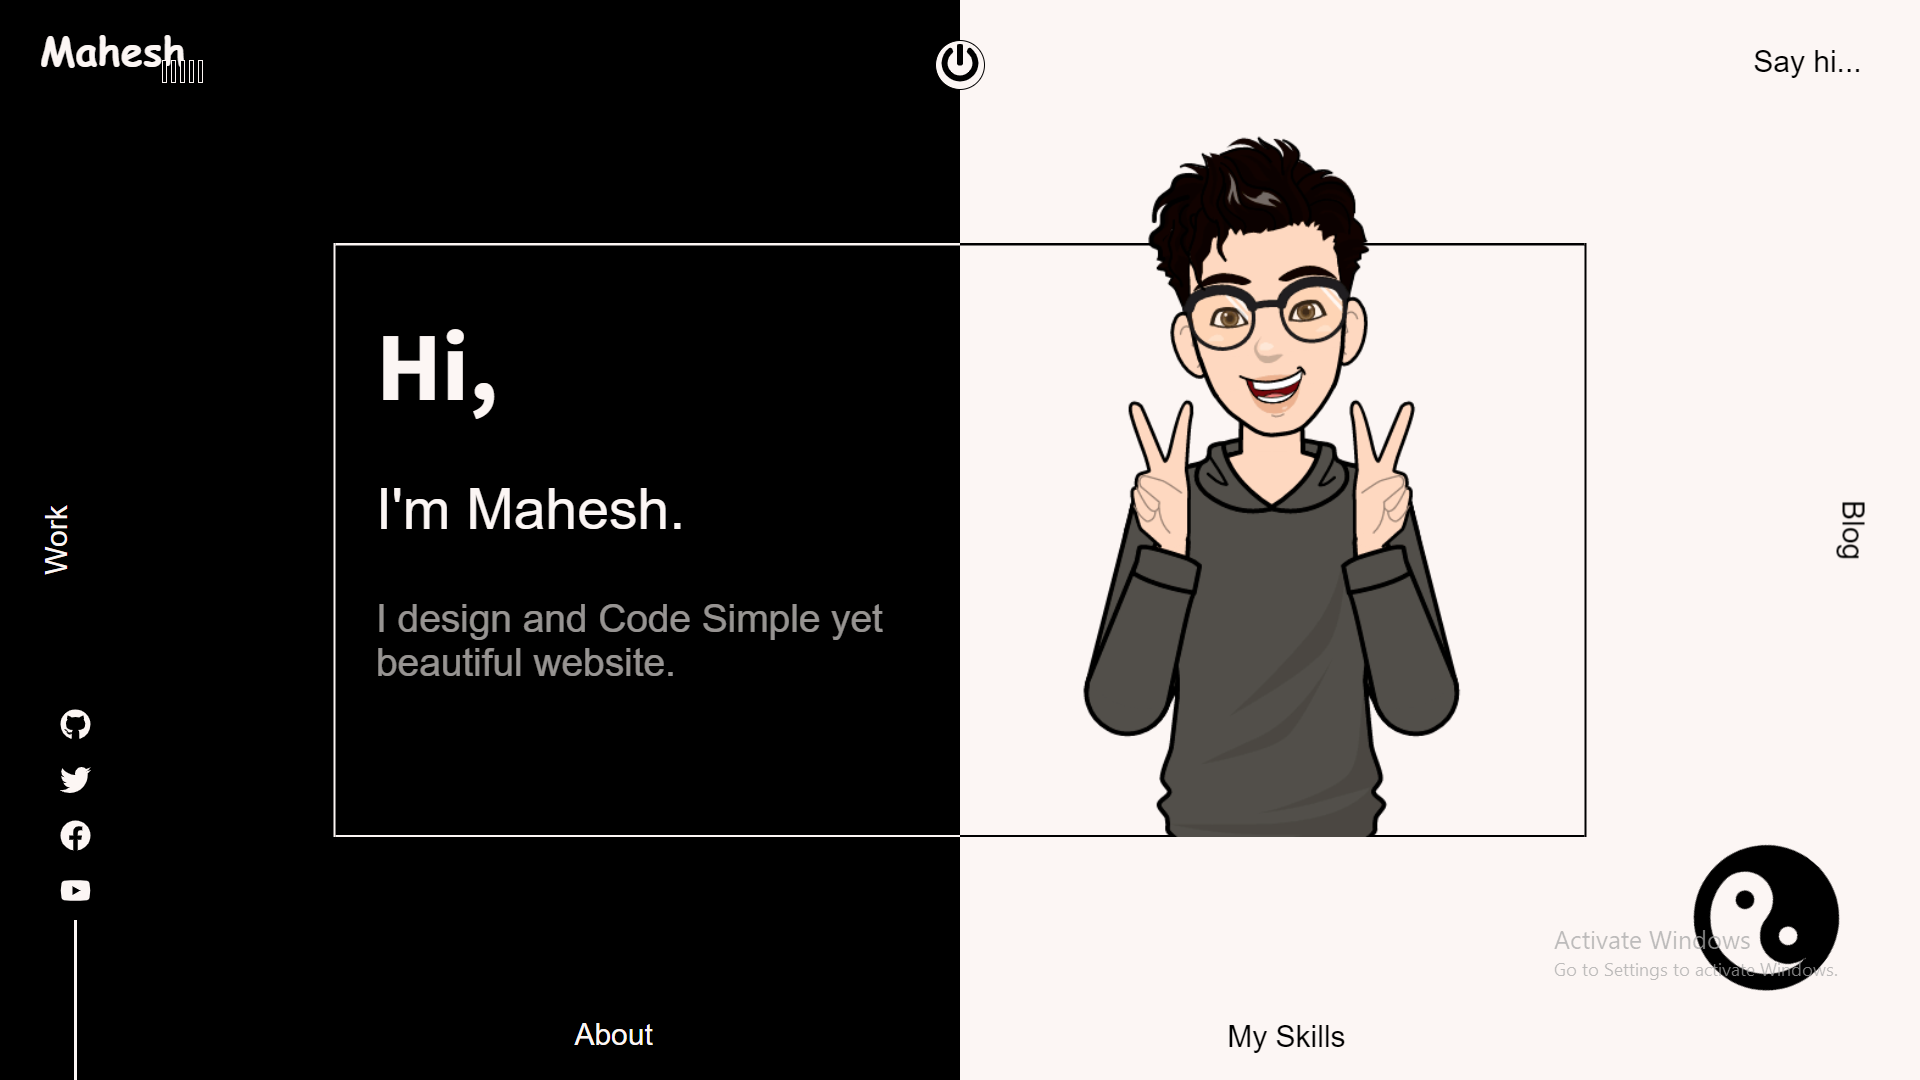 Mahesh
Say hi...
Hi,
I'm Mahesh.
I design and Code Simple yet
beautiful website.
Work
Blog
Activate Windows
Go to Settings to activate Windows.
About
My Skills